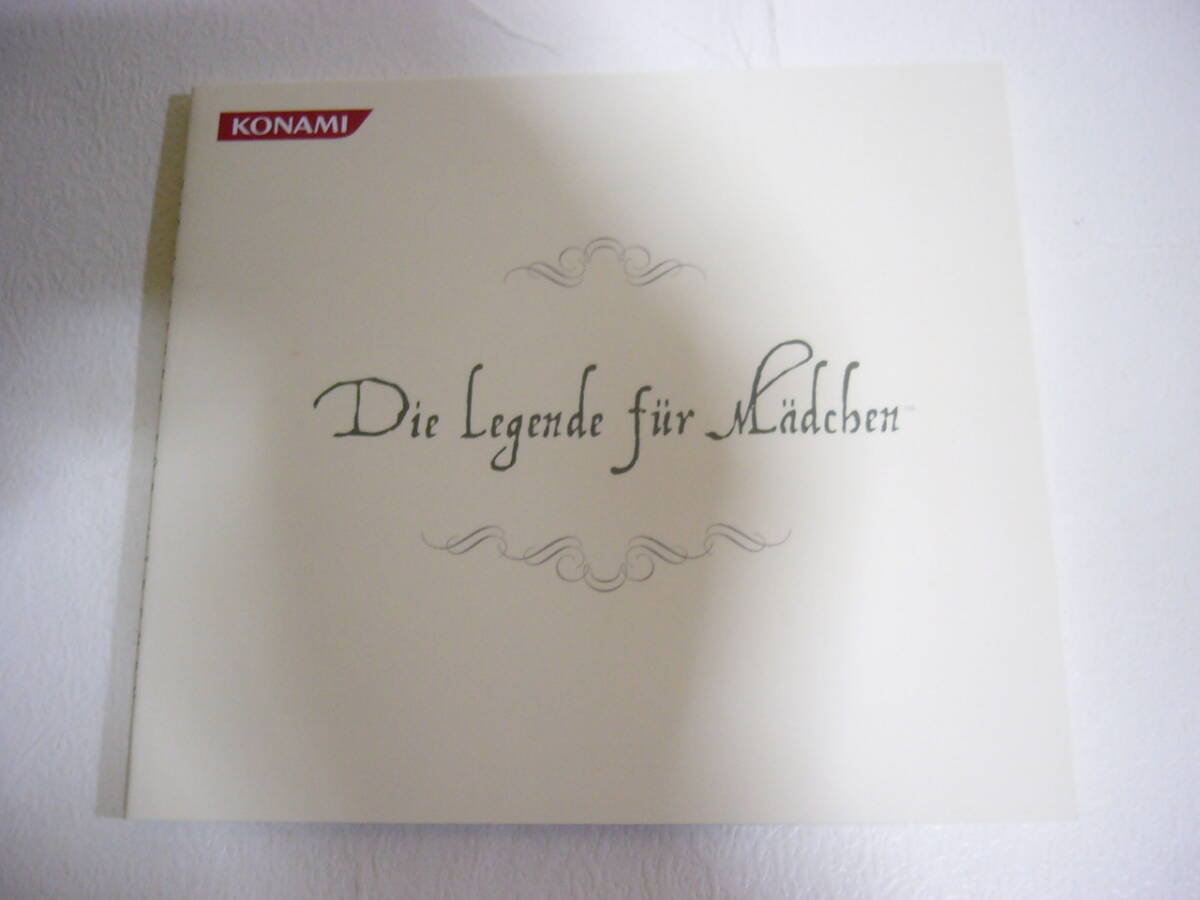 KONAMI
Die Legende für Mädchen